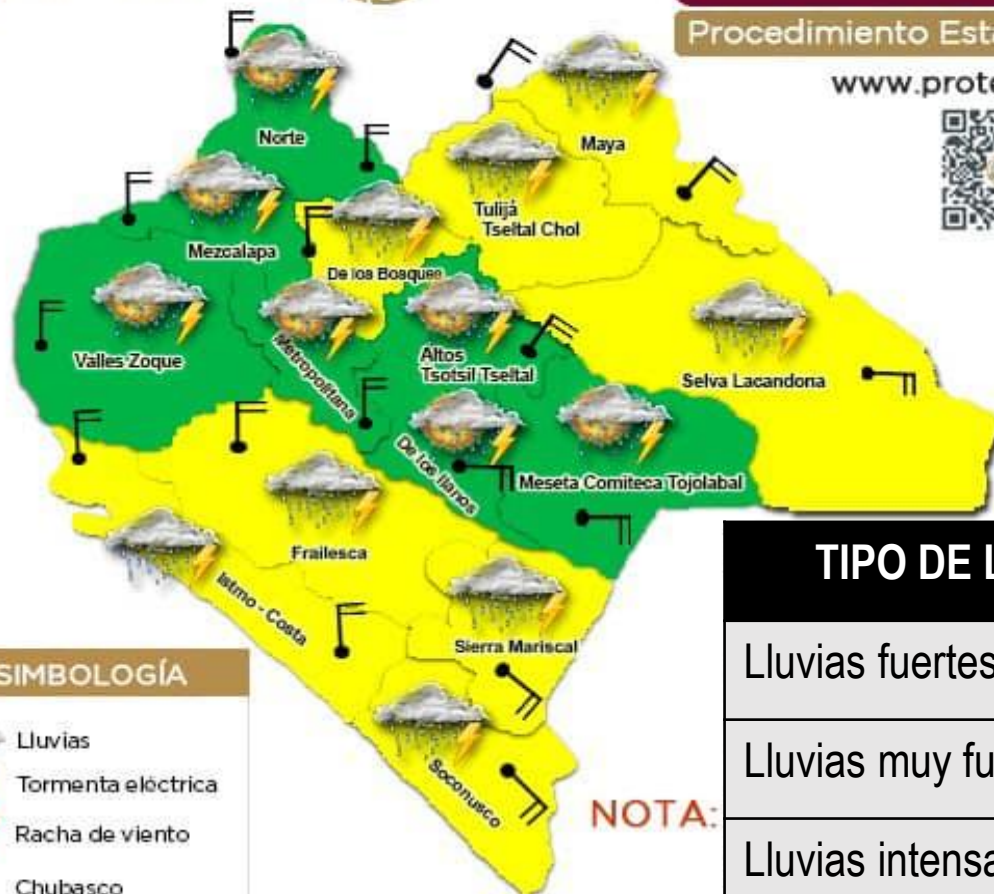 Procedimiento Esta
www.prote
Norte
Maya
Tulijá
Tseltal Chol
Mezcalapa
De los Bosques
Valles Zoque
Metropolitana
Altos
Tsotsil Tseltal
Selva Lacandona
De los llanos
Meseta Comiteca Tojolabal
Frailesca
Istmo - Costa
Sierra Mariscal
Soconusco
SIMBOLOGÍA
Lluvias
Tormenta eléctrica
Racha de viento
Chubasco
NOTA:
TIPO DE L
Lluvias fuertes
Lluvias muy fu
Lluvias intensa